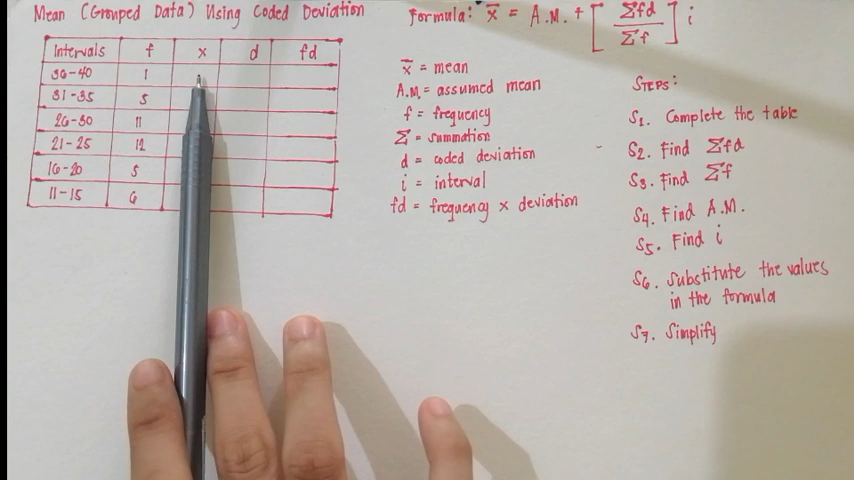 Mean (Grouped Data) Using Coded Deviation
Formula: x̄ = A.M. + [ Σfd / Σf ] i
Intervals f x d fd
36-40 1
31-35 5
26-30 11
21-25 12
16-20 5
11-15 6
x̄ = mean
A.M. = assumed mean
f = frequency
Σ = summation
d = coded deviation
i = interval
fd = frequency x deviation
STEPS:
S1. Complete the table
S2. Find Σfd
S3. Find Σf
S4. Find A.M.
S5. Find i
S6. Substitute the values
in the formula
S7. Simplify